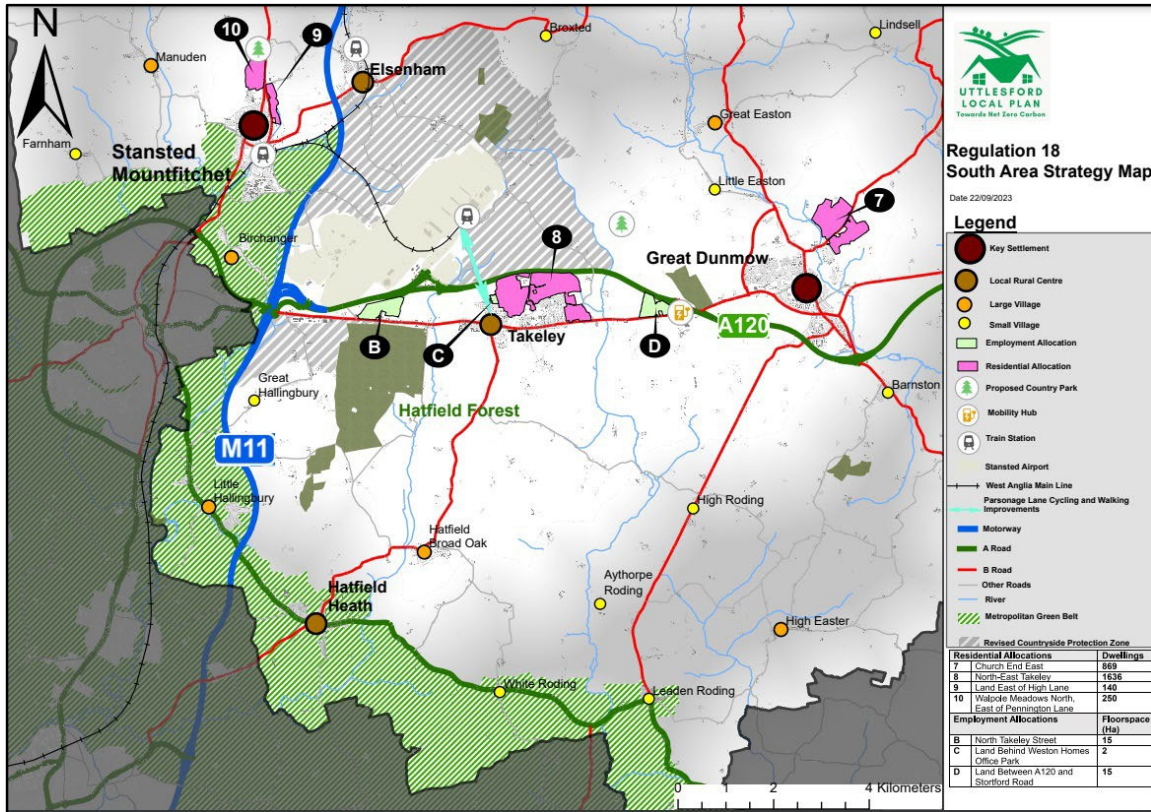 N
10
9
Manuden
Broxted
Lindsell
Elsenham
Great Easton
Farnham
Stansted
Mountfitchet
Little Easton
7
Birchanger
8
Great Dunmow
B
C
Takeley
D
A120
Great
Hallingbury
Hatfield Forest
Barnston
M11
Little
Hallingbury
High Roding
Hatfield
Broad Oak
Aythorpe
Roding
Hatfield
Heath
High Easter
White Roding
Leaden Roding
0 1 2 4 Kilometers
UTTLESFORD
LOCAL PLAN
Towards Net Zero Carbon
Regulation 18
South Area Strategy Map
Date 22/09/2023
Legend
Key Settlement
Local Rural Centre
Large Village
Small Village
Employment Allocation
Residential Allocation
Proposed Country Park
Mobility Hub
Train Station
Stansted Airport
West Anglia Main Line
Parsonage Lane Cycling and Walking
Improvements
Motorway
A Road
B Road
Other Roads
River
Metropolitan Green Belt
Revised Countryside Protection Zone
Residential Allocations Dwellings
7 Church End East 869
8 North-East Takeley 1636
9 Land East of High Lane 140
10 Walpole Meadows North, 250
East of Pennington Lane
Employment Allocations Floorspace
(Ha)
B North Takeley Street 15
C Land Behind Weston Homes 2
Office Park
D Land Between A120 and 15
Stortford Road